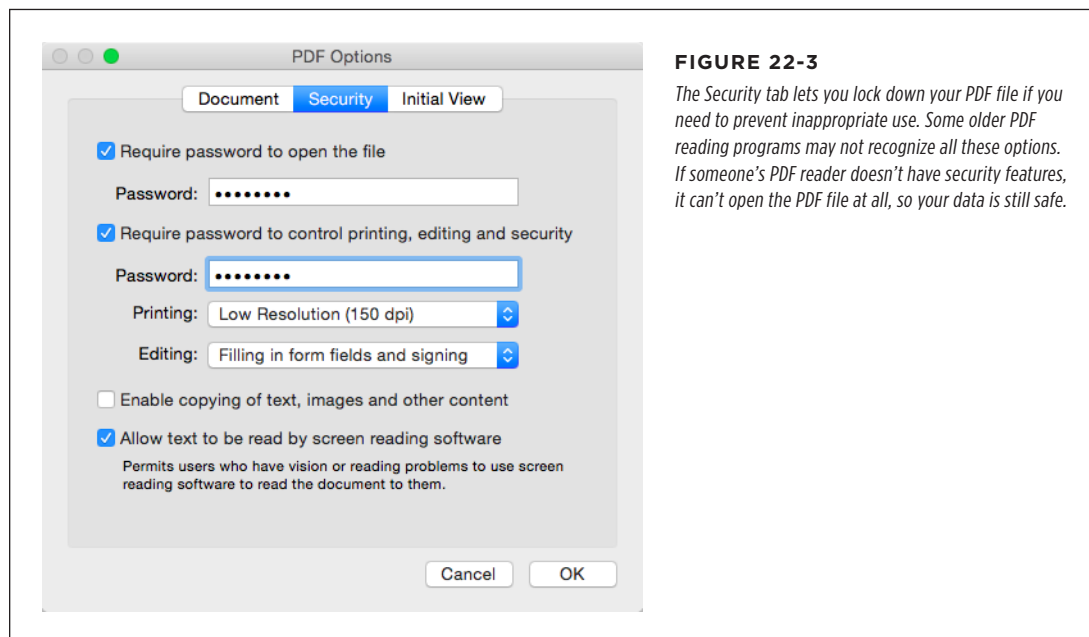 PDF Options
Document Security Initial View
Require password to open the file
Password: ••••••••
Require password to control printing, editing and security
Password: ••••••••
Printing: Low Resolution (150 dpi)
Editing: Filling in form fields and signing
Enable copying of text, images and other content
Allow text to be read by screen reading software
Permits users who have vision or reading problems to use screen
reading software to read the document to them.
Cancel OK
FIGURE 22-3
The Security tab lets you lock down your PDF file if you
need to prevent inappropriate use. Some older PDF
reading programs may not recognize all these options.
If someone’s PDF reader doesn’t have security features,
it can’t open the PDF file at all, so your data is still safe.